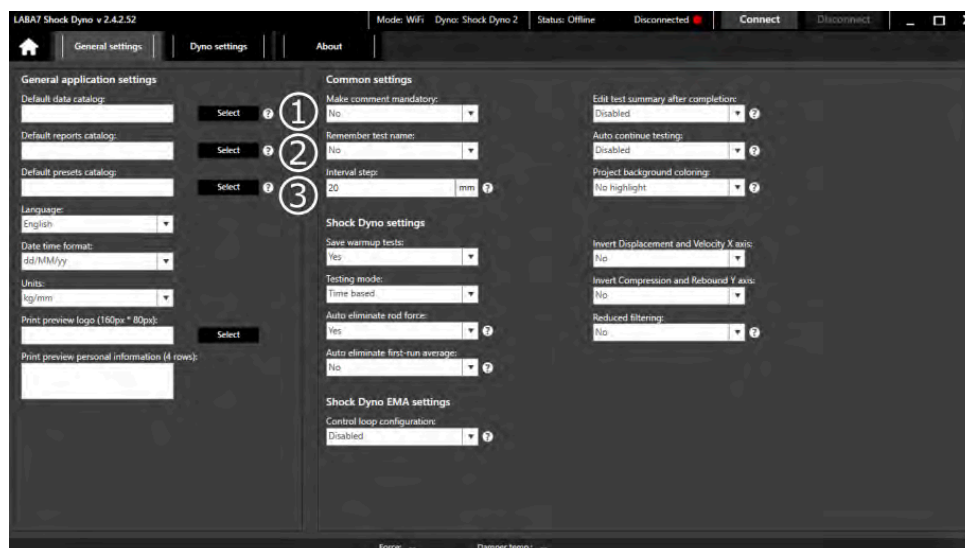 LABA7 Shock Dyno v 2.4.2.52 Mode: WiFi Dyno: Shock Dyno 2 Status: Offline Disconnected Connect Disconnect
General settings Dyno settings About
General application settings
Default data catalog:
Select ? 1
Default reports catalog:
Select ? 2
Default presets catalog:
Select ? 3
Language:
English
Date time format:
dd/MM/yy
Units:
kg/mm
Print preview logo (160px * 80px):
Select
Print preview personal information (4 rows):
Common settings
Make comment mandatory:
No
Remember test name:
No
Interval step:
20 mm ?
Edit test summary after completion:
Disabled ?
Auto continue testing:
Disabled ?
Project background coloring:
No highlight ?
Shock Dyno settings
Save warmup tests:
Yes
Testing mode:
Time based
Auto eliminate rod force:
Yes ?
Auto eliminate first-run average:
No ?
Invert Displacement and Velocity X axis:
No
Invert Compression and Rebound Y axis:
No
Reduced filtering:
No ?
Shock Dyno EMA settings
Control loop configuration:
Disabled ?
Force: -- Damper temp.: --